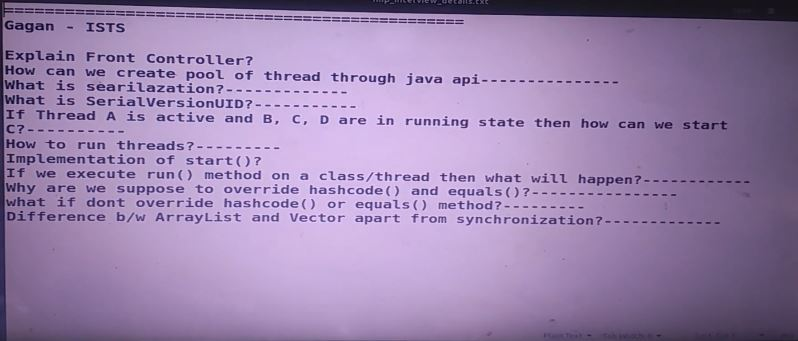 imp_interview_details.txt
================================================
Gagan - ISTS
Explain Front Controller?
How can we create pool of thread through java api---------------
What is searilazation?-------------
What is SerialVersionUID?-----------
If Thread A is active and B, C, D are in running state then how can we start
C?----------
How to run threads?---------
Implementation of start()?
If we execute run() method on a class/thread then what will happen?------------
Why are we suppose to override hashcode() and equals()?-----------------
what if dont override hashcode() or equals() method?---------
Difference b/w ArrayList and Vector apart from synchronization?-------------
Plain Text